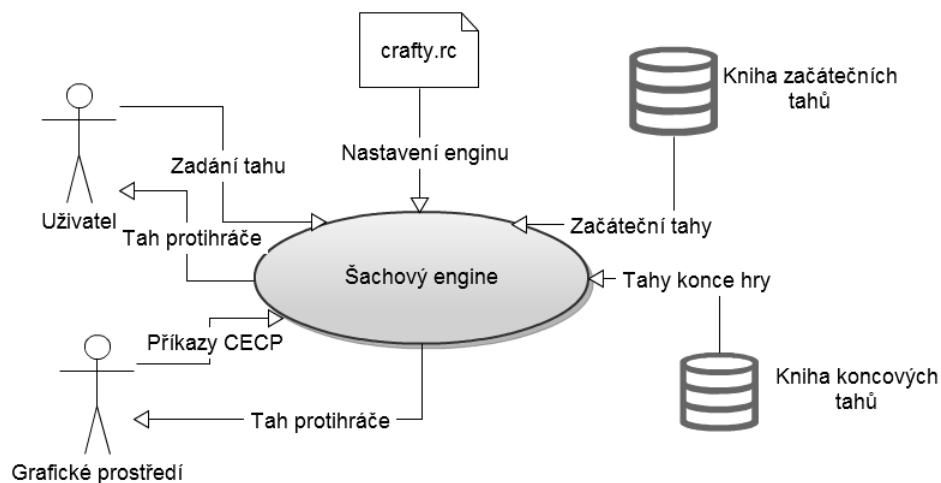 crafty.rc
Kniha začátečních
tahů
Nastavení enginu
Zadání tahu
Uživatel
Tah protihráče
Začáteční tahy
Šachový engine
Tahy konce hry
Příkazy CECP
Kniha koncových
tahů
Tah protihráče
Grafické prostředí